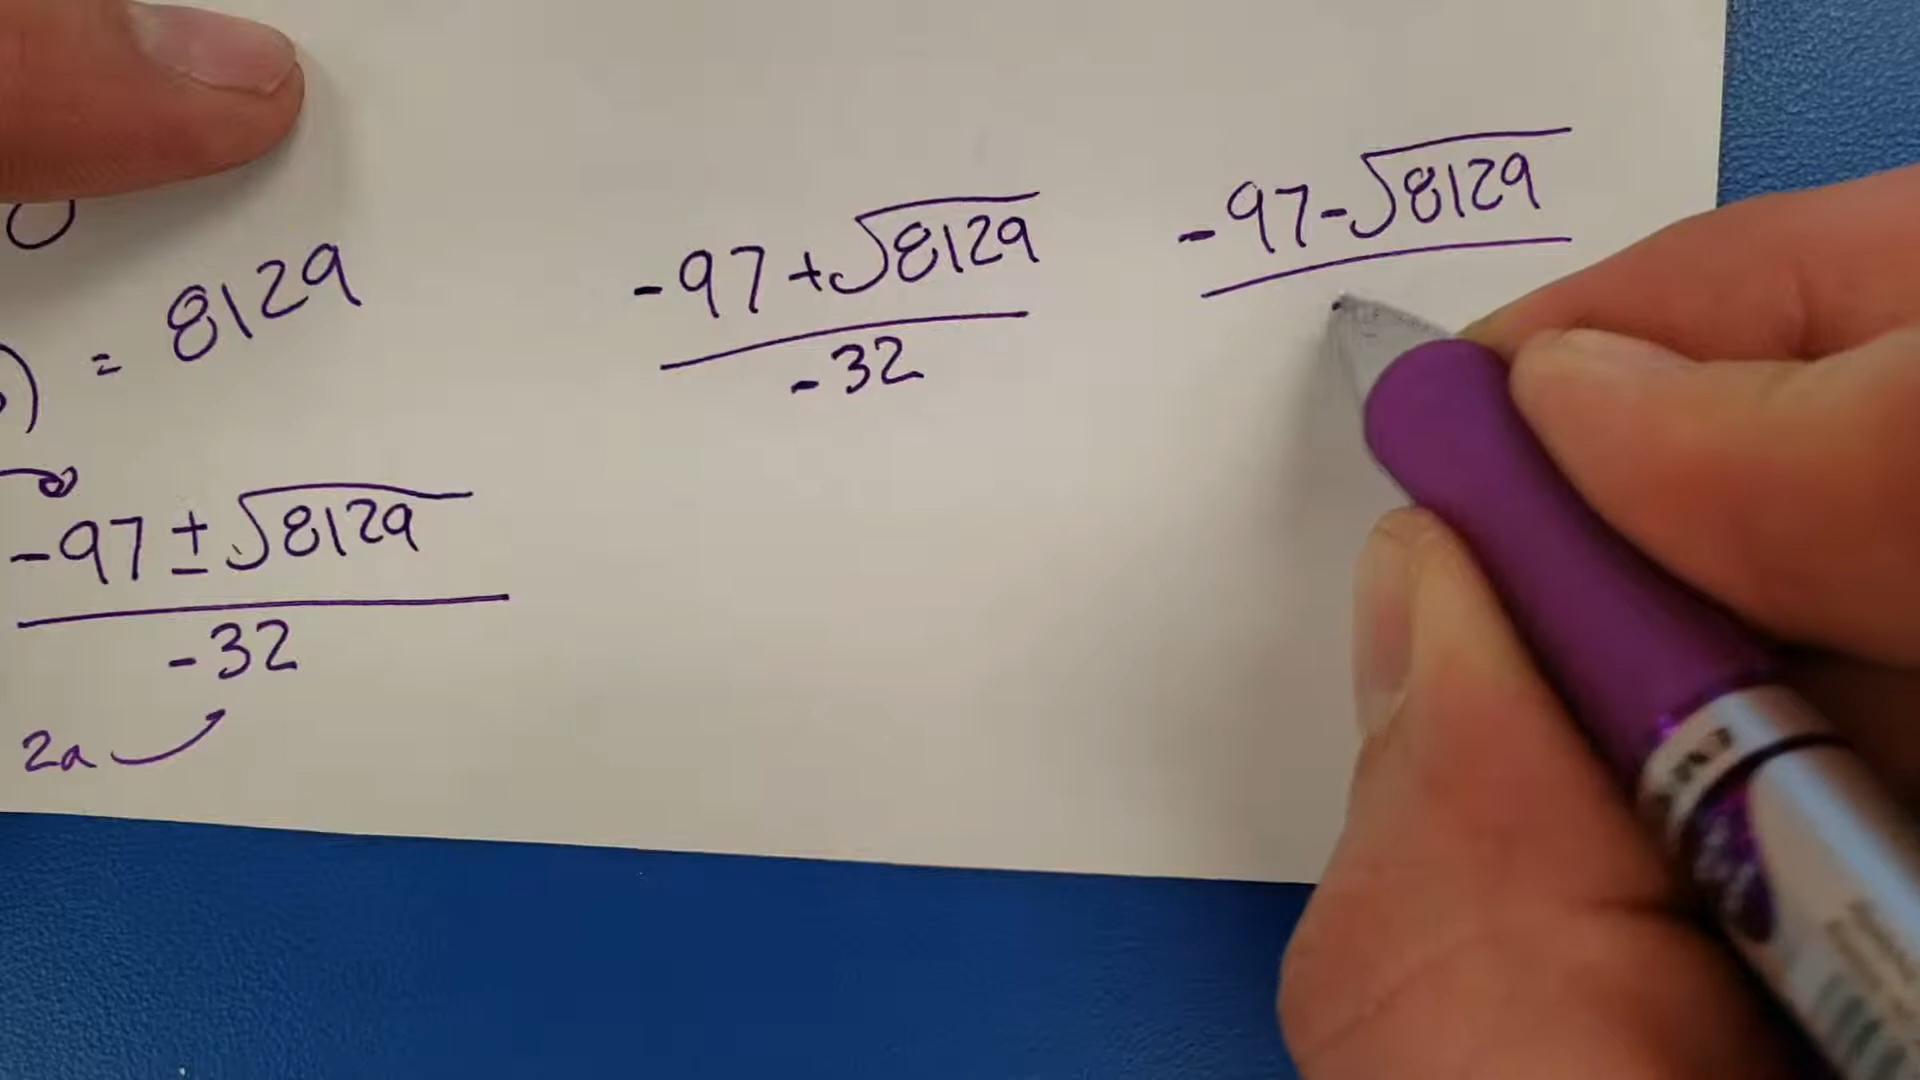 = 8129
-97 ± √8129
-32
2a
-97 + √8129
-32
-97 - √8129